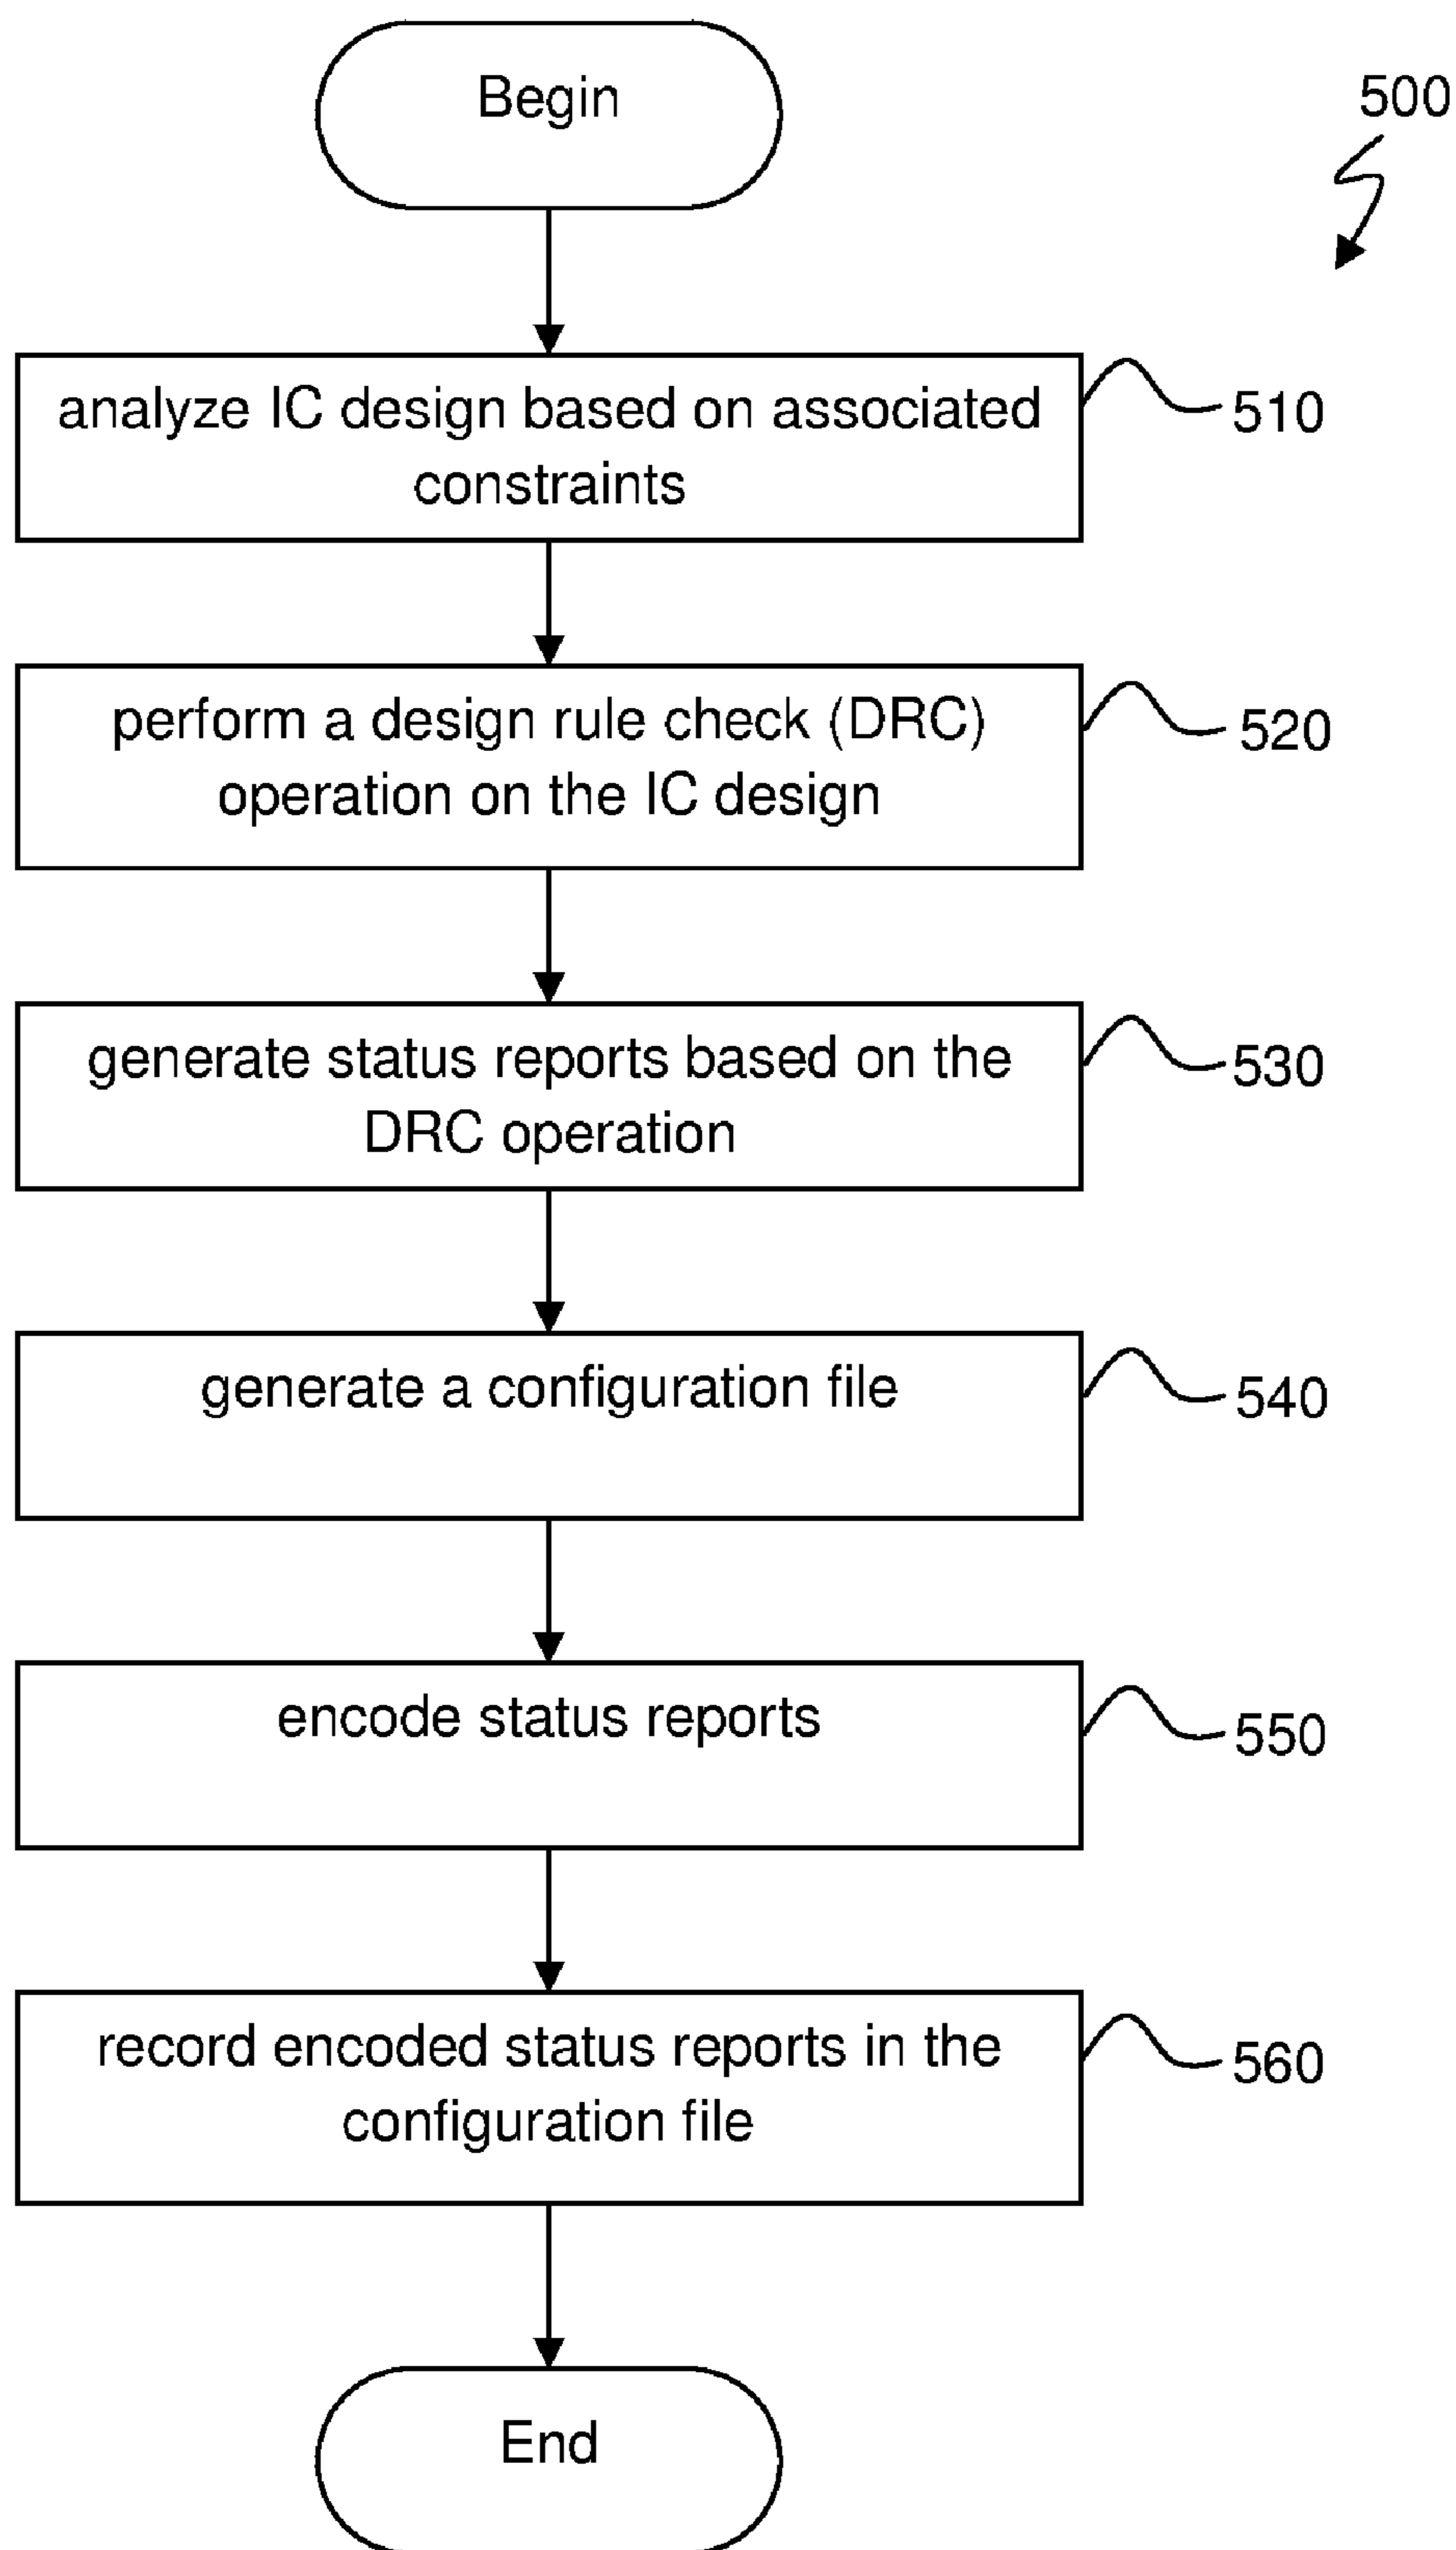 Begin
500
analyze IC design based on associated
constraints
510
perform a design rule check (DRC)
operation on the IC design
520
generate status reports based on the
DRC operation
530
generate a configuration file
540
encode status reports
550
record encoded status reports in the
configuration file
560
End